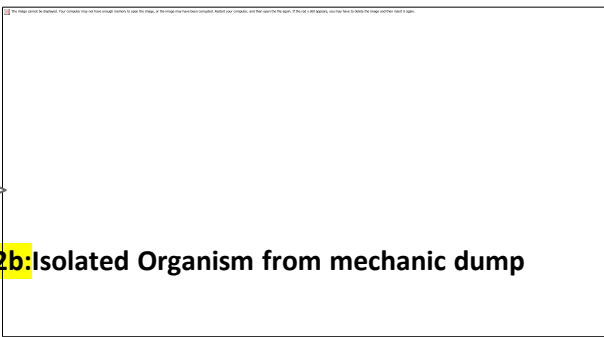 The image cannot be displayed. Your computer may not have enough memory to open the image, or the image may have been corrupted. Restart your computer, and then open the file again. If the red x still appears, you may have to delete the image and then insert it again.
2b:Isolated Organism from mechanic dump